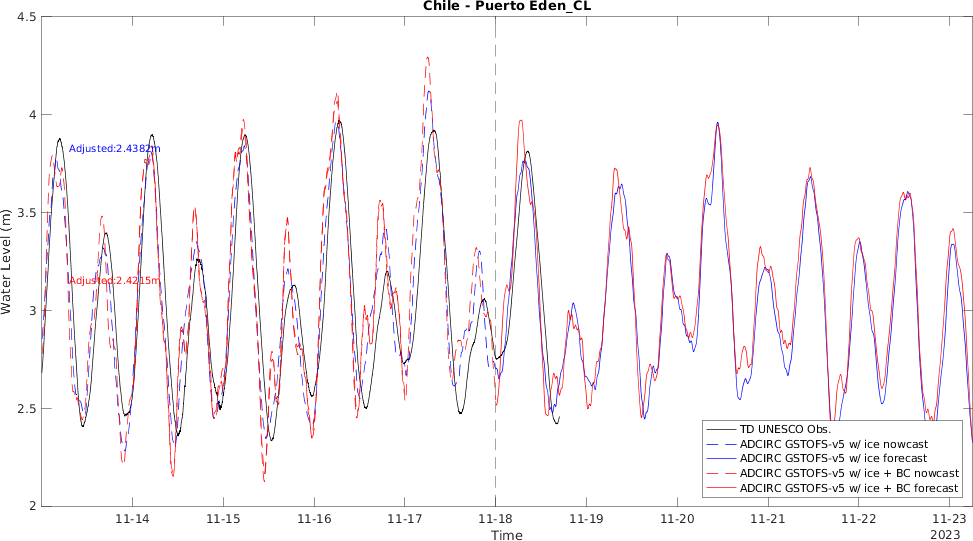 Chile - Puerto Eden_CL
4.5
4
3.5
3
2.5
2
Water Level (m)
Adjusted:2.4382m
Adjusted:2.4215m
TD UNESCO Obs.
ADCIRC GSTOFS-v5 w/ ice nowcast
ADCIRC GSTOFS-v5 w/ ice forecast
ADCIRC GSTOFS-v5 w/ ice + BC nowcast
ADCIRC GSTOFS-v5 w/ ice + BC forecast
11-14 11-15 11-16 11-17 11-18 11-19 11-20 11-21 11-22 11-23
Time 2023